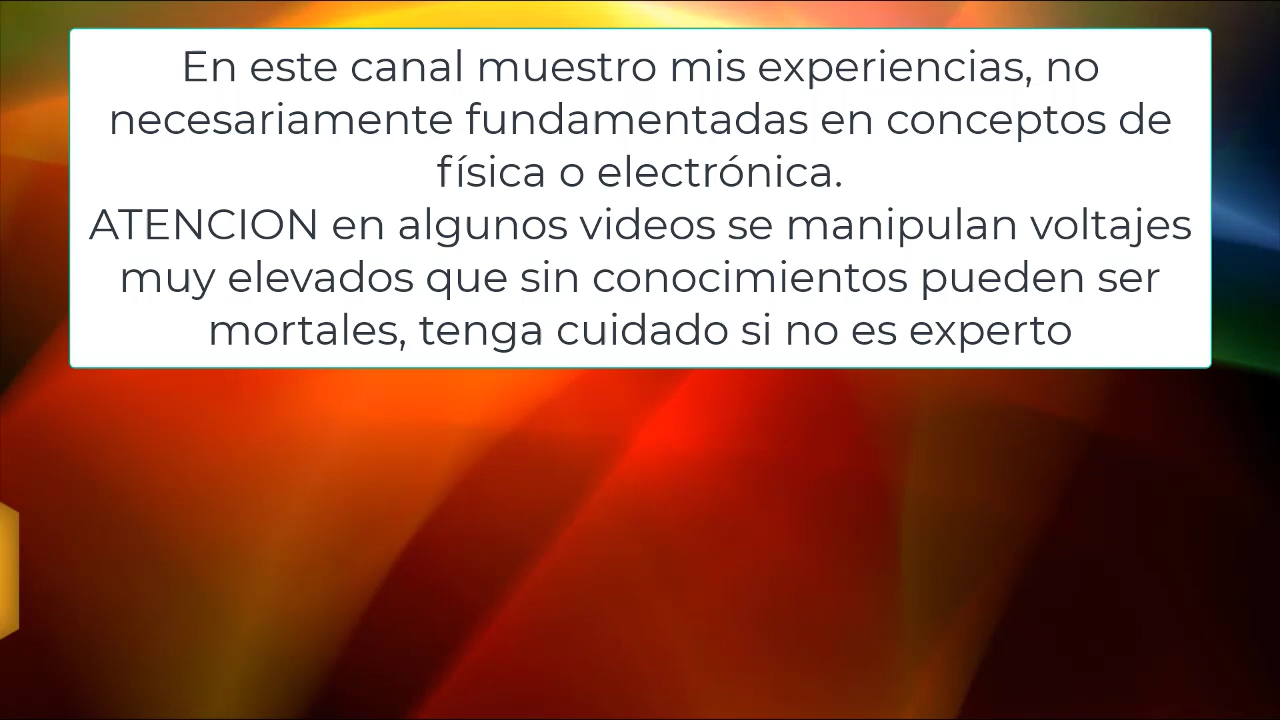 En este canal muestro mis experiencias, no
necesariamente fundamentadas en conceptos de
física o electrónica.
ATENCION en algunos videos se manipulan voltajes
muy elevados que sin conocimientos pueden ser
mortales, tenga cuidado si no es experto